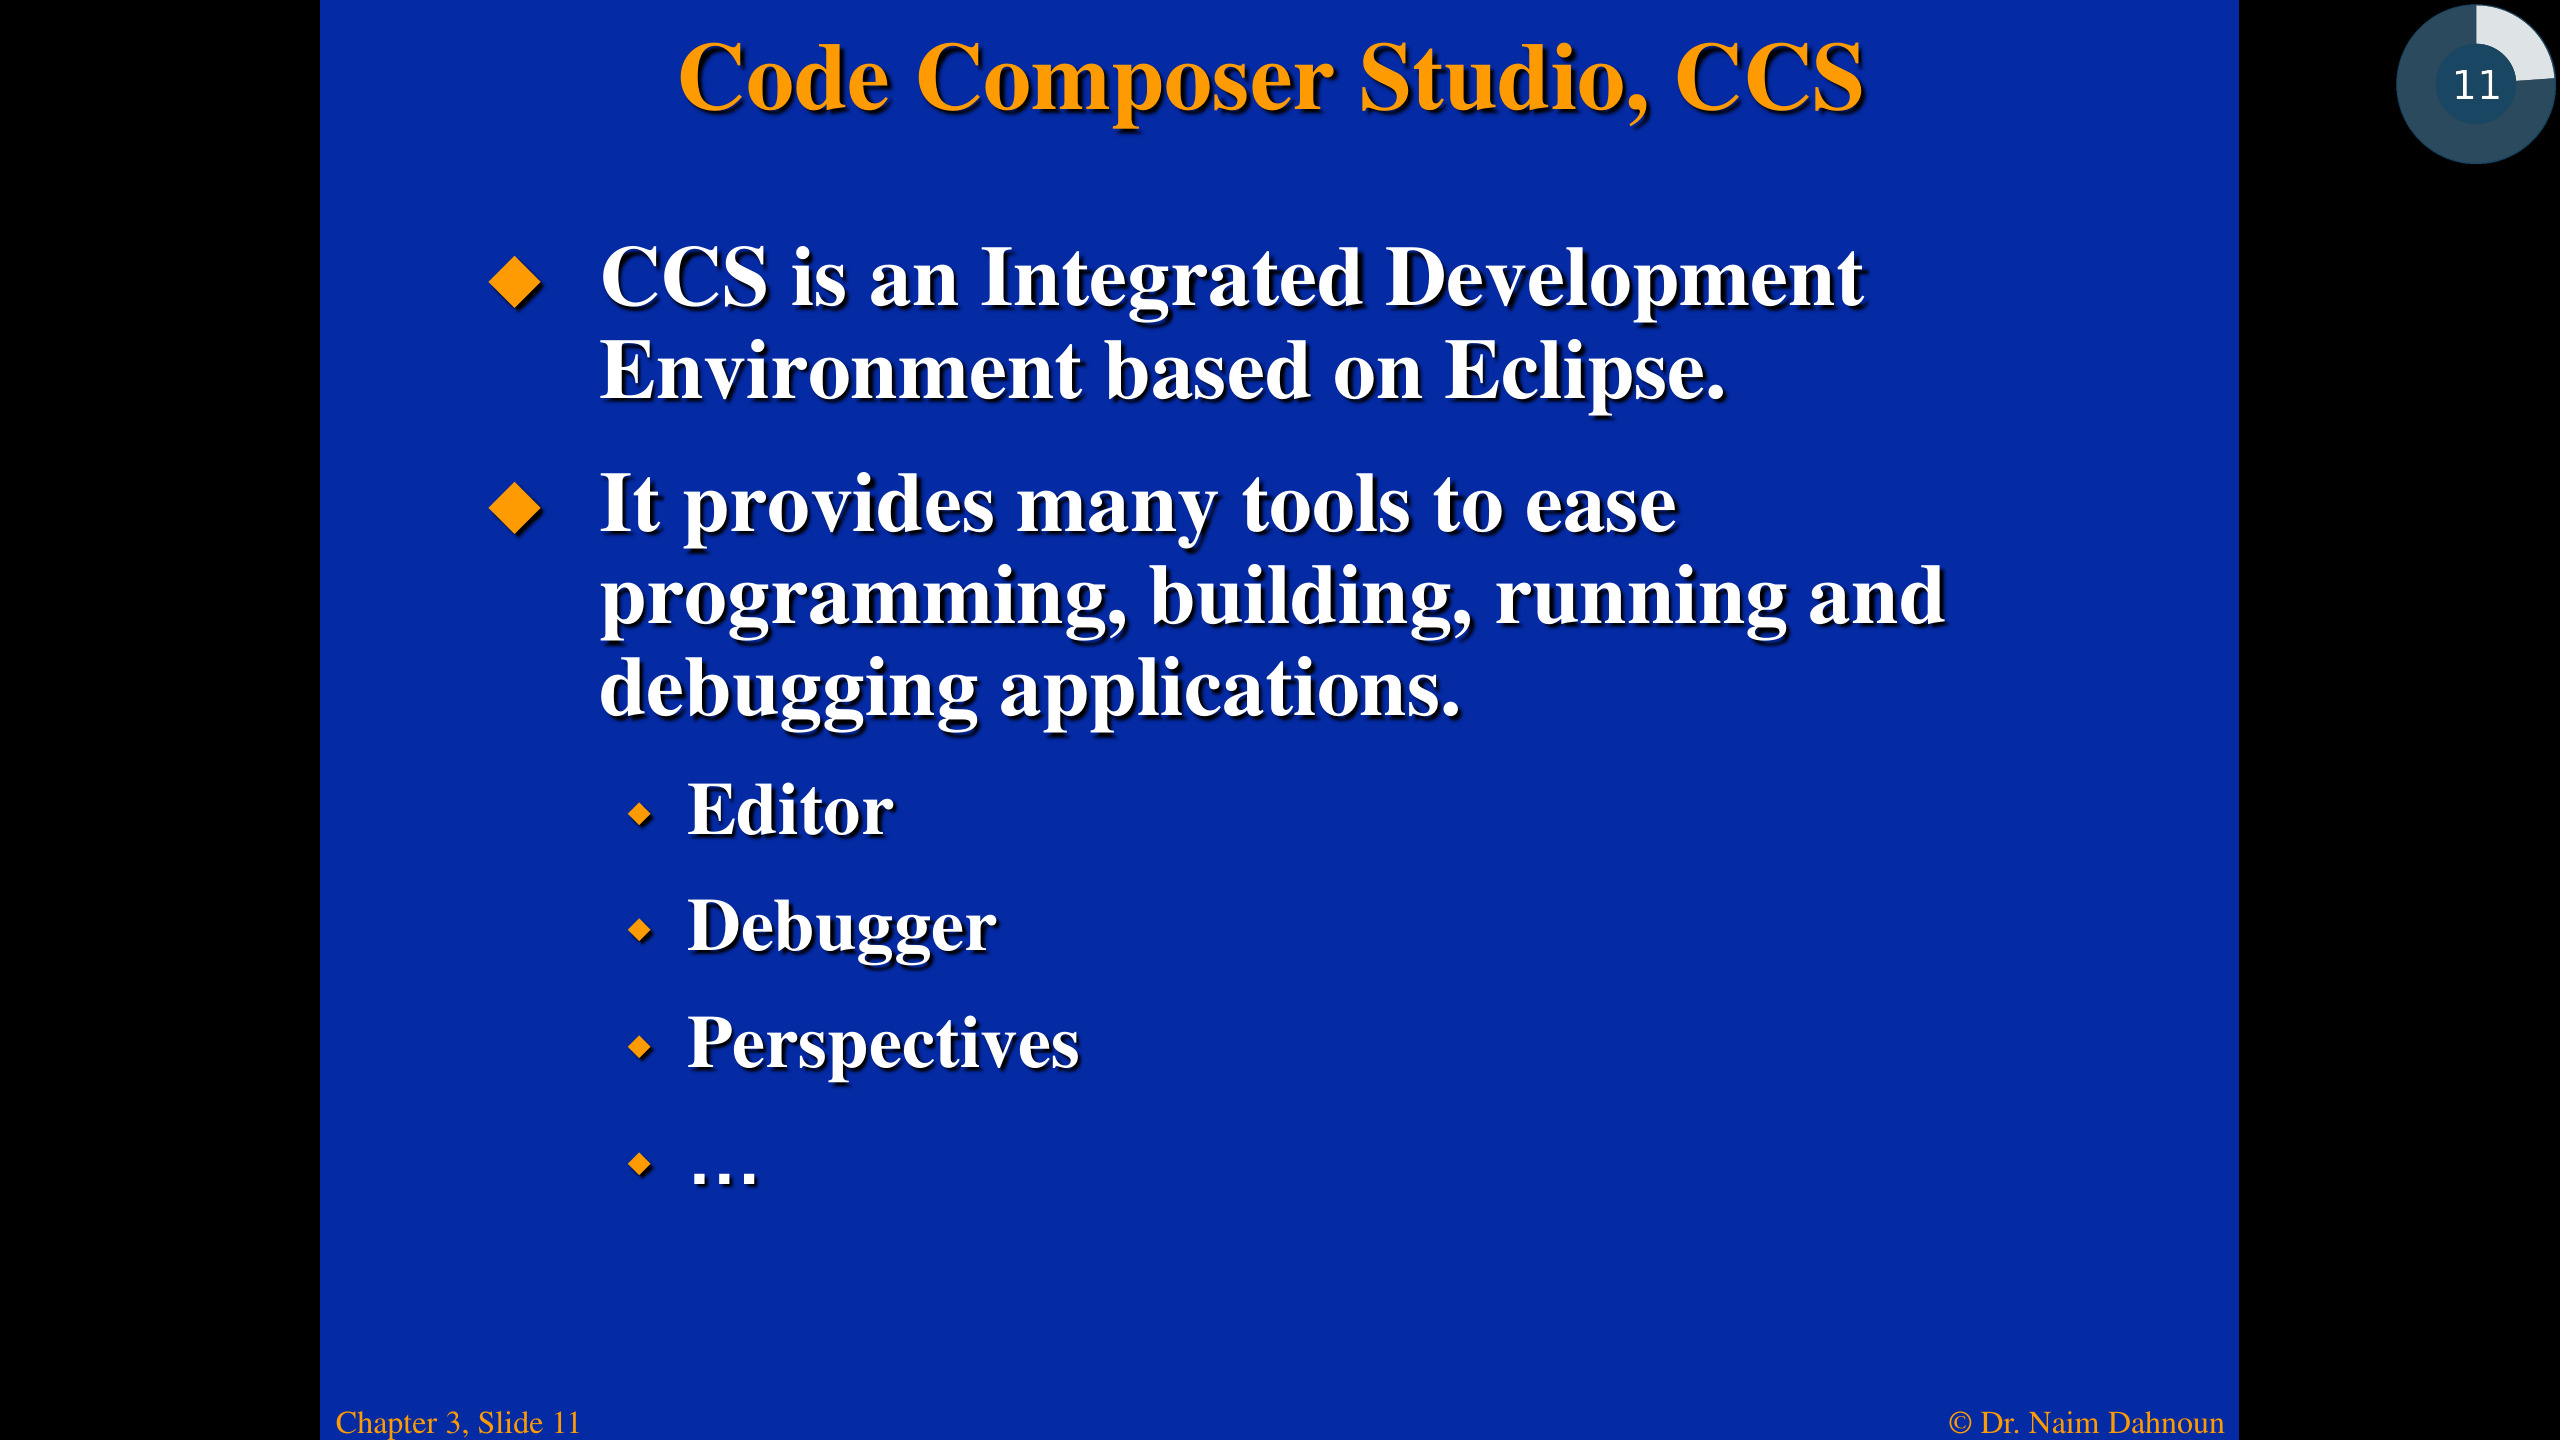 Code Composer Studio, CCS
11
CCS is an Integrated Development
Environment based on Eclipse.
It provides many tools to ease
programming, building, running and
debugging applications.
Editor
Debugger
Perspectives
…
Chapter 3, Slide 11
© Dr. Naim Dahnoun